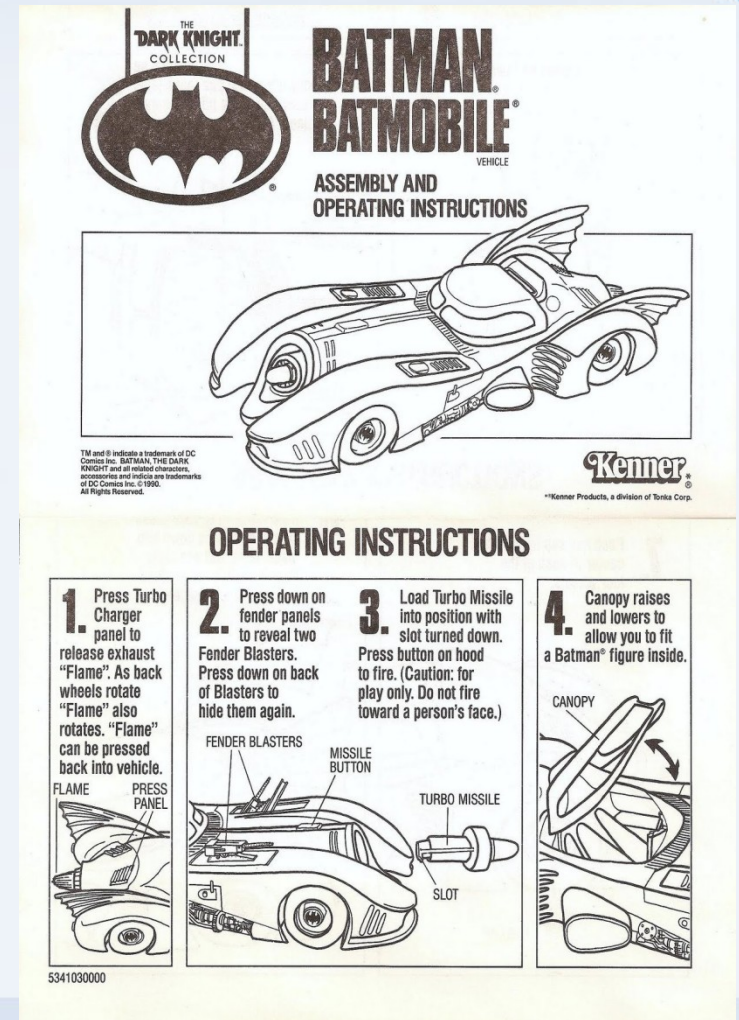 THE
DARK KNIGHT™
COLLECTION
BATMAN®
BATMOBILE®
VEHICLE
ASSEMBLY AND
OPERATING INSTRUCTIONS
TM and ® indicate a trademark of DC
Comics Inc. BATMAN, THE DARK
KNIGHT and all related characters,
accessories and indicia are trademarks
of DC Comics Inc. ©1990.
All Rights Reserved.
Kenner*®
*®Kenner Products, a division of Tonka Corp.
OPERATING INSTRUCTIONS
1. Press Turbo
Charger
panel to
release exhaust
“Flame”. As back
wheels rotate
“Flame” also
rotates. “Flame”
can be pressed
back into vehicle.
FLAME
PRESS
PANEL
2. Press down on
fender panels
to reveal two
Fender Blasters.
Press down on back
of Blasters to
hide them again.
FENDER BLASTERS
MISSILE
BUTTON
3. Load Turbo Missile
into position with
slot turned down.
Press button on hood
to fire. (Caution: for
play only. Do not fire
toward a person’s face.)
TURBO MISSILE
SLOT
4. Canopy raises
and lowers to
allow you to fit
a Batman® figure inside.
CANOPY
5341030000